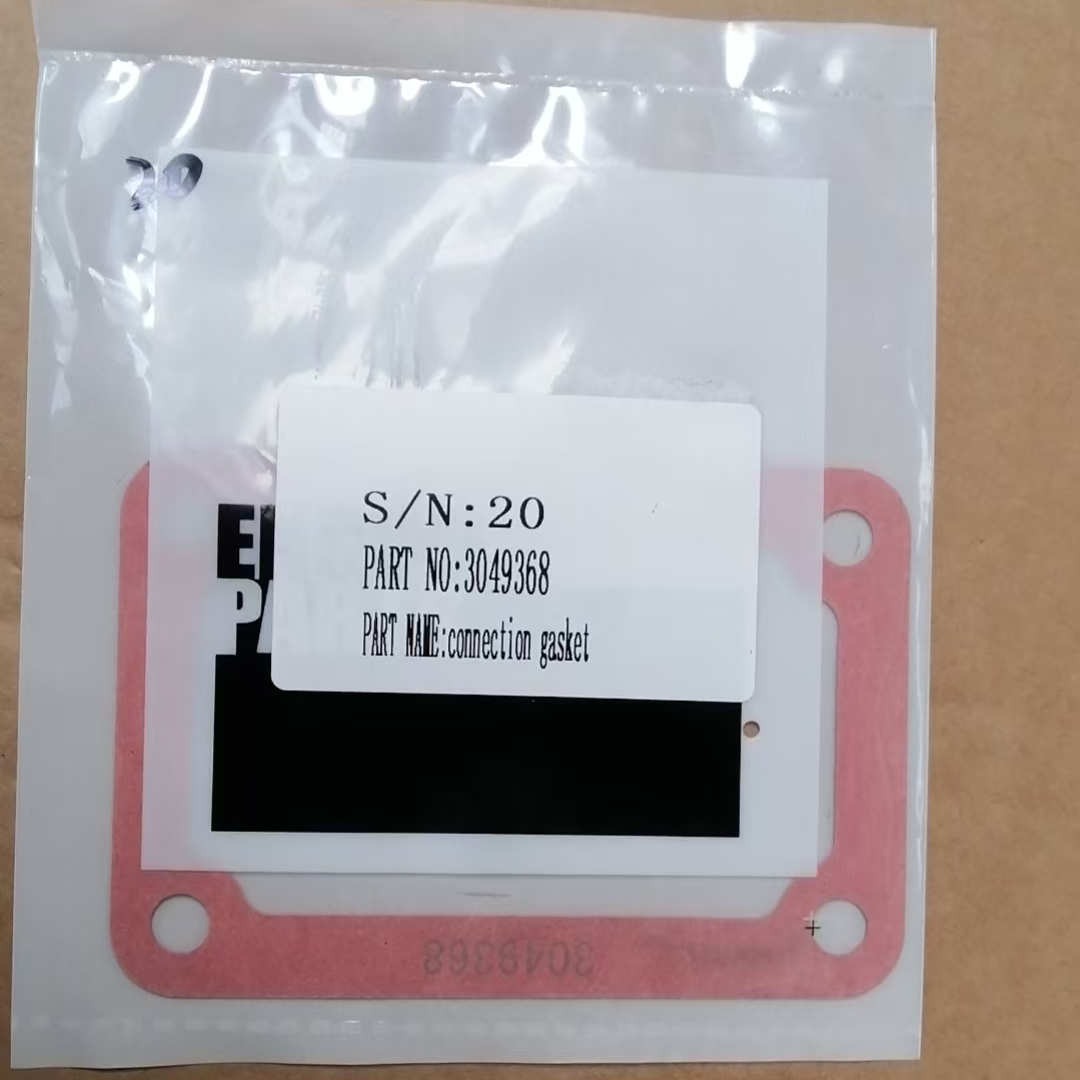 20
S/N:20
PART NO:3049368
PART NAME:connection gasket
3049368